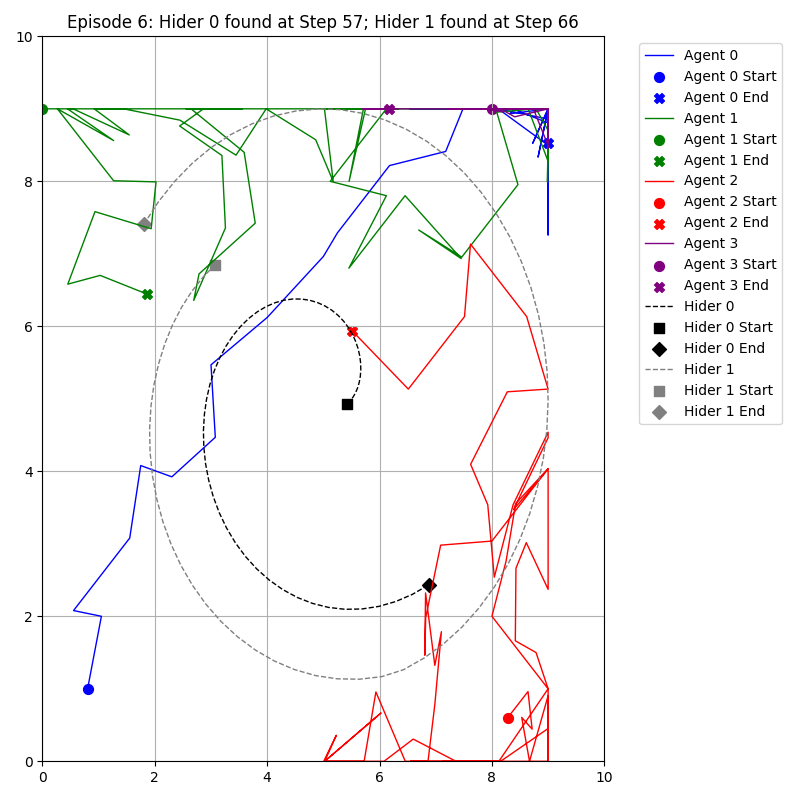 Episode 6: Hider 0 found at Step 57; Hider 1 found at Step 66
10
8
6
4
2
0
0
2
4
6
8
10
Agent 0
Agent 0 Start
Agent 0 End
Agent 1
Agent 1 Start
Agent 1 End
Agent 2
Agent 2 Start
Agent 2 End
Agent 3
Agent 3 Start
Agent 3 End
Hider 0
Hider 0 Start
Hider 0 End
Hider 1
Hider 1 Start
Hider 1 End